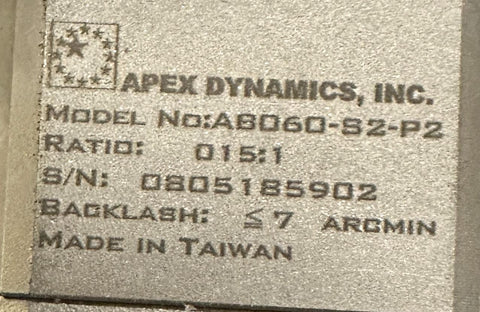 APEX DYNAMICS, INC.
MODEL NO:AB060-S2-P2
RATIO: 015:1
S/N: 0805185902
BACKLASH: ≦7 ARCMIN
MADE IN TAIWAN